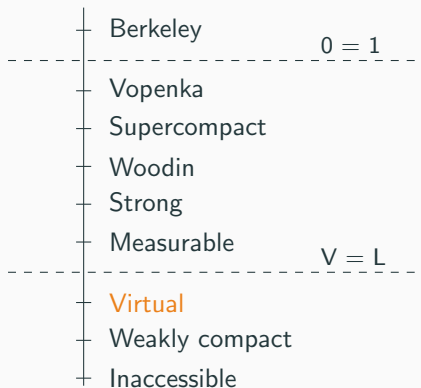 Berkeley
0 = 1
Vopenka
Supercompact
Woodin
Strong
Measurable
V = L
Virtual
Weakly compact
Inaccessible